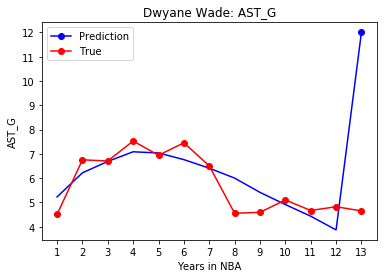 Dwyane Wade: AST_G
Prediction
True
12
11
10
9
8
7
6
5
4
AST_G
1 2 3 4 5 6 7 8 9 10 11 12 13
Years in NBA